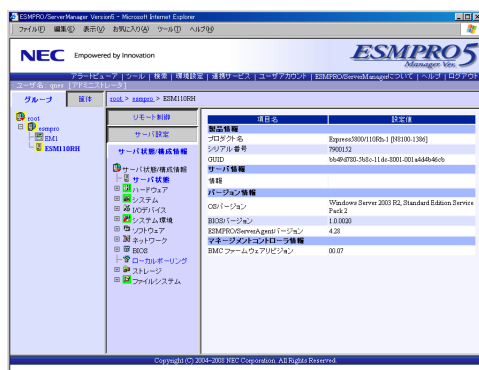 ESMPRO/ServerManager Version5 - Microsoft Internet Explorer
ファイル(F) 編集(E) 表示(V) お気に入り(A) ツール(T) ヘルプ(H)
NEC Empowered by Innovation
ESMPRO5
Manager Ver.
アラートビューア | ツール | 検索 | 環境設定 | 連携サービス | ユーザアカウント | ESMPRO/ServerManagerについて | ヘルプ | ログアウト
[アドミニストレータ]
グループ 筐体
root > esmpro > ESM110RH
root
esmpro
EM1
ESM110RH
リモート制御
サーバ設定
サーバ状態/構成情報
サーバ状態/構成情報
サーバ状態
ハードウェア
システム
I/Oデバイス
システム環境
ソフトウェア
ネットワーク
BIOS
ローカルポーリング
ストレージ
ファイルシステム
項目名 設定値
製品情報
プロダクト名 Express5800/110Rh-1 [N8100-1386]
シリアル番号 7900152
GUID
サーバ情報
情報
バージョン情報
OSバージョン Windows Server 2003 R2, Standard Edition Service Pack 2
BIOSバージョン 1.0.0020
ESMPRO/ServerAgentバージョン 4.28
マネージメントコントローラ情報
BMC ファームウェアリビジョン 00.07
Copyright (C) 2004-2008 NEC Corporation. All Rights Reserved.